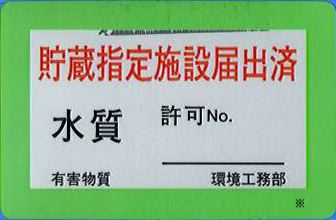 貯蔵指定施設届出済
水質
許可No.
有害物質 環境工務部
※